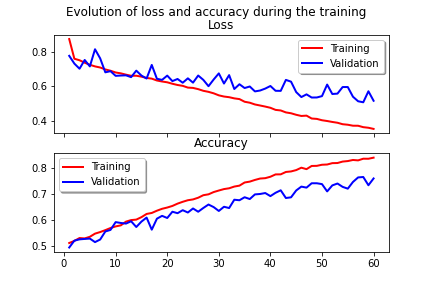 Evolution of loss and accuracy during the training
Loss
0.8
0.6
0.4
Training
Validation
Accuracy
0.8
0.7
0.6
0.5
Training
Validation
0 10 20 30 40 50 60